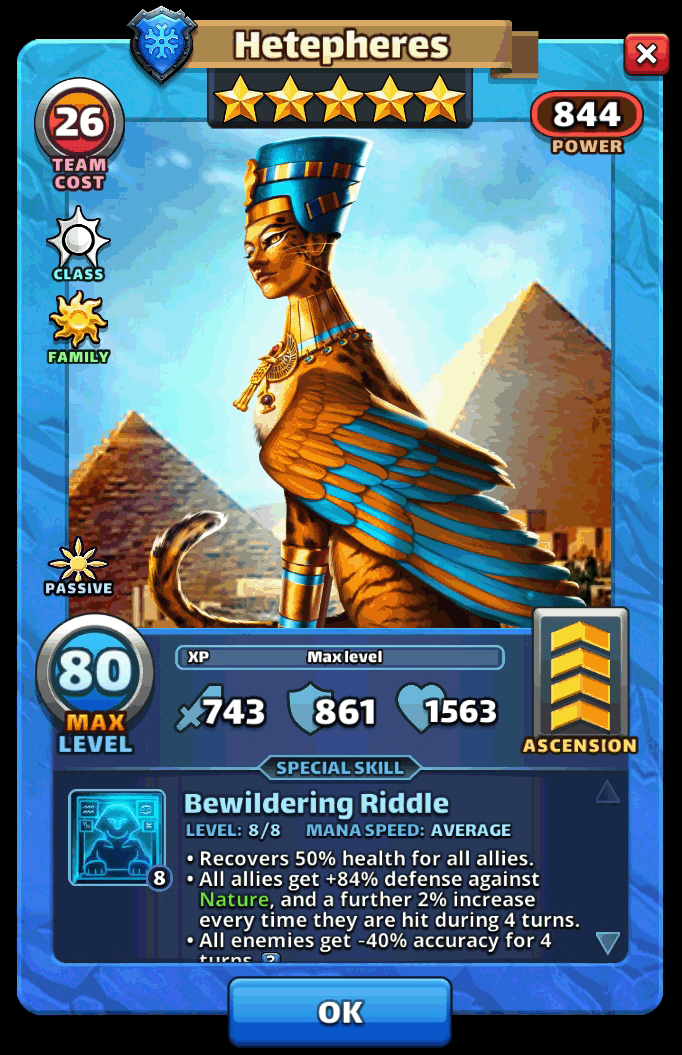 Hetepheres
26
TEAM
COST
844
POWER
CLASS
FAMILY
PASSIVE
80
MAX
LEVEL
XP Max level
743 861 1563
ASCENSION
SPECIAL SKILL
Bewildering Riddle
LEVEL: 8/8 MANA SPEED: AVERAGE
8
• Recovers 50% health for all allies.
• All allies get +84% defense against
Nature, and a further 2% increase
every time they are hit during 4 turns.
• All enemies get -40% accuracy for 4
turns. ?
OK